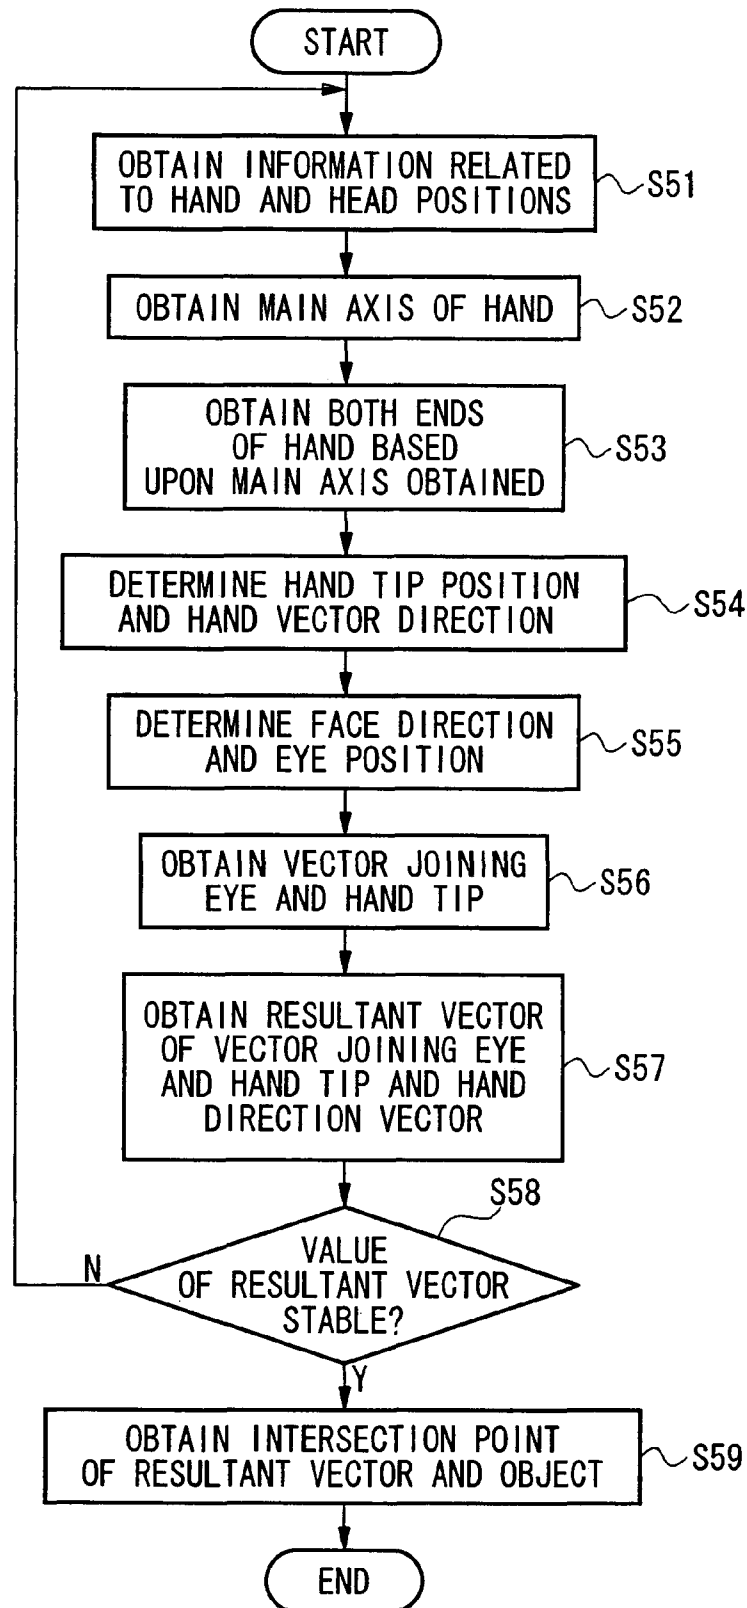 START
OBTAIN INFORMATION RELATED
TO HAND AND HEAD POSITIONS
S51
OBTAIN MAIN AXIS OF HAND
S52
OBTAIN BOTH ENDS
OF HAND BASED
UPON MAIN AXIS OBTAINED
S53
DETERMINE HAND TIP POSITION
AND HAND VECTOR DIRECTION
S54
DETERMINE FACE DIRECTION
AND EYE POSITION
S55
OBTAIN VECTOR JOINING
EYE AND HAND TIP
S56
OBTAIN RESULTANT VECTOR
OF VECTOR JOINING EYE
AND HAND TIP AND HAND
DIRECTION VECTOR
S57
S58
VALUE
OF RESULTANT VECTOR
STABLE?
N
Y
OBTAIN INTERSECTION POINT
OF RESULTANT VECTOR AND OBJECT
S59
END